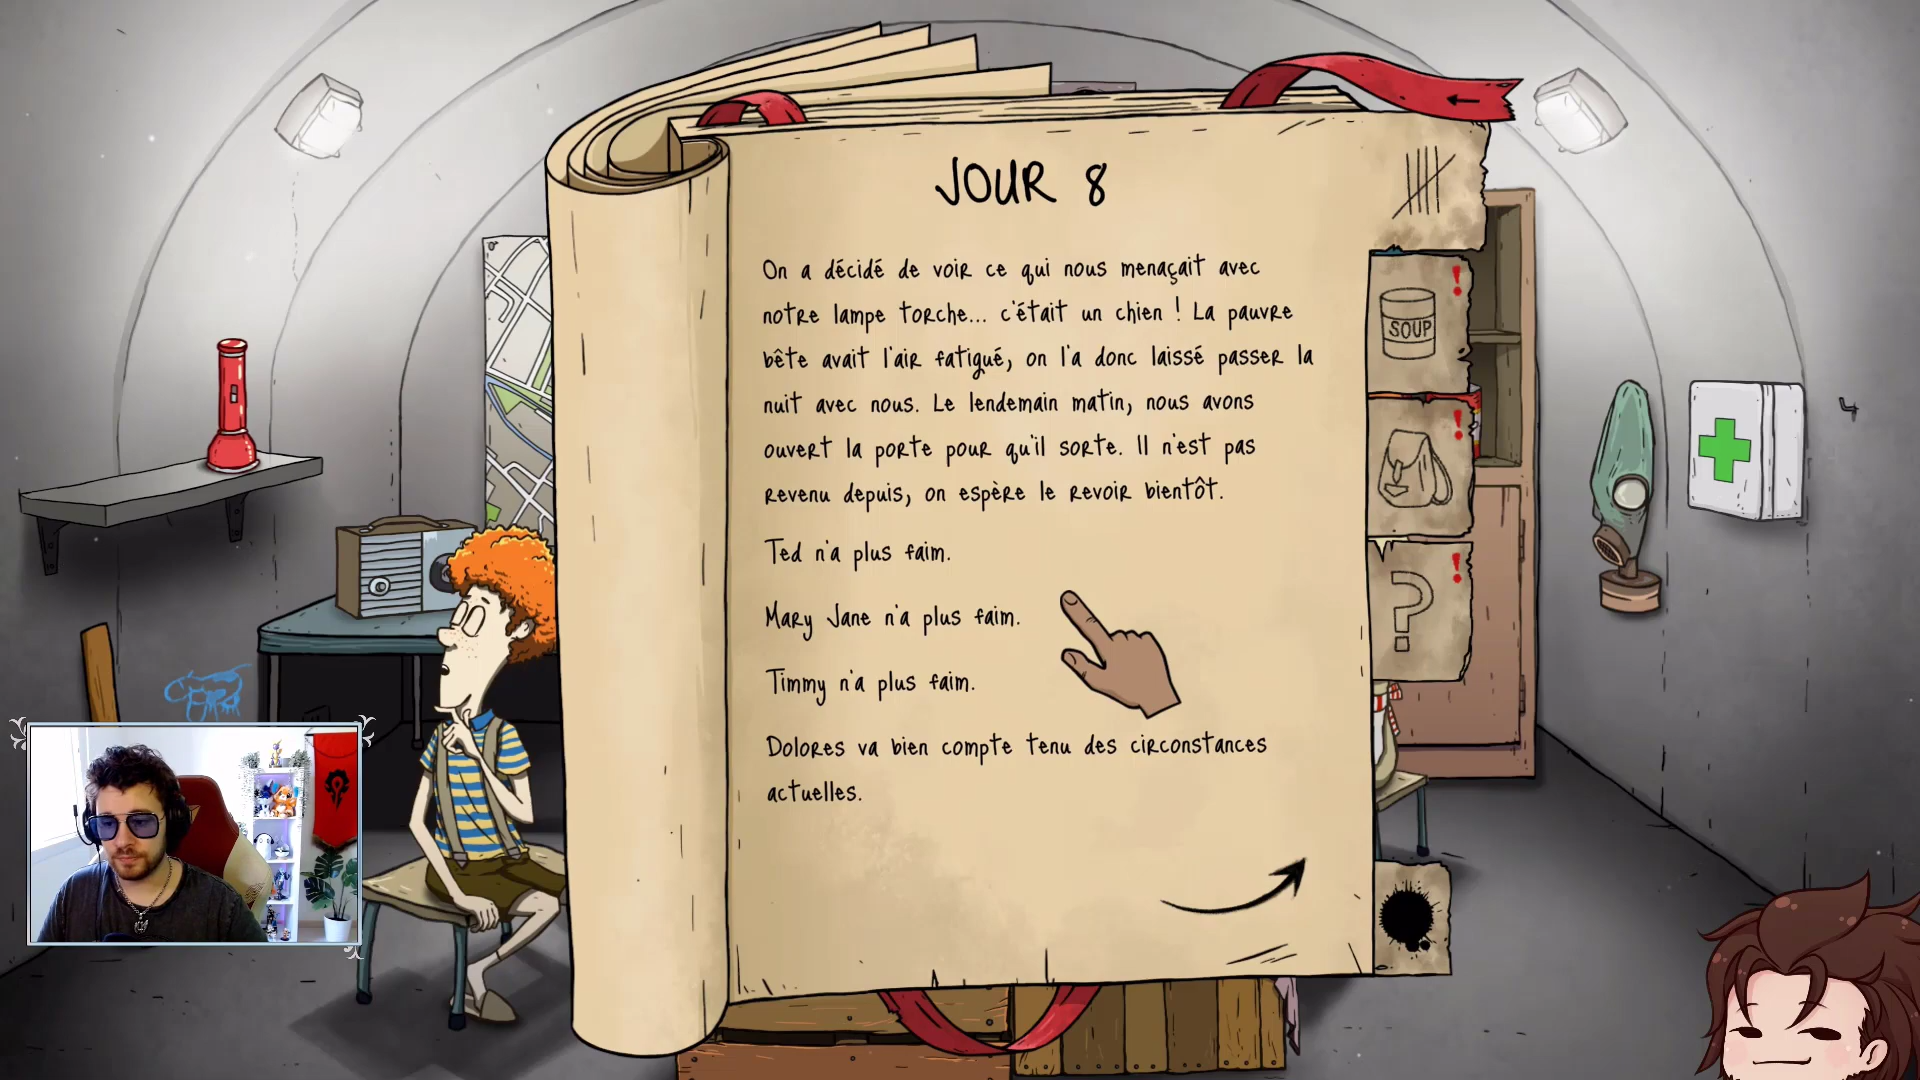 JOUR 8
On a décidé de voir ce qui nous menaçait avec
notre lampe torche... c'était un chien ! La pauvre
bête avait l'air fatigué, on l'a donc laissé passer la
nuit avec nous. Le lendemain matin, nous avons
ouvert la porte pour qu'il sorte. Il n'est pas
revenu depuis, on espère le revoir bientôt.
Ted n'a plus faim.
Mary Jane n'a plus faim.
Timmy n'a plus faim.
Dolores va bien compte tenu des circonstances
actuelles.
!
SOUP
!
!
?